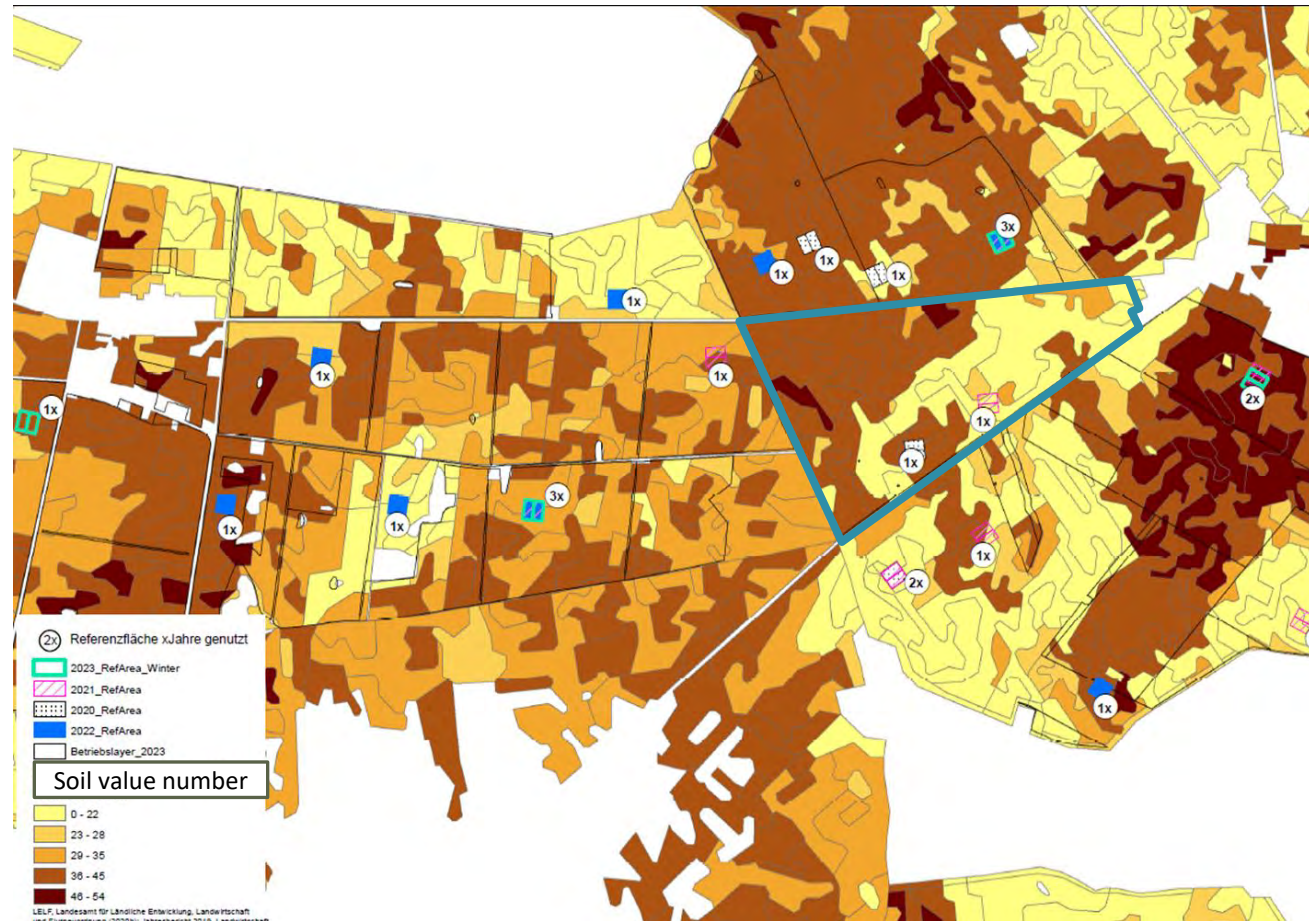 3x
1x
1x
1x
1x
1x
1x
2x
1x
1x
1x
3x
1x
1x
1x
2x
1x
2x Referenzfläche xJahre genutzt
2023_RefArea_Winter
2021_RefArea
2020_RefArea
2022_RefArea
Betriebslayer_2023
Soil value number
0 - 22
23 - 28
29 - 35
36 - 45
46 - 54
LELF, Landesamt für Ländliche Entwicklung, Landwirtschaft